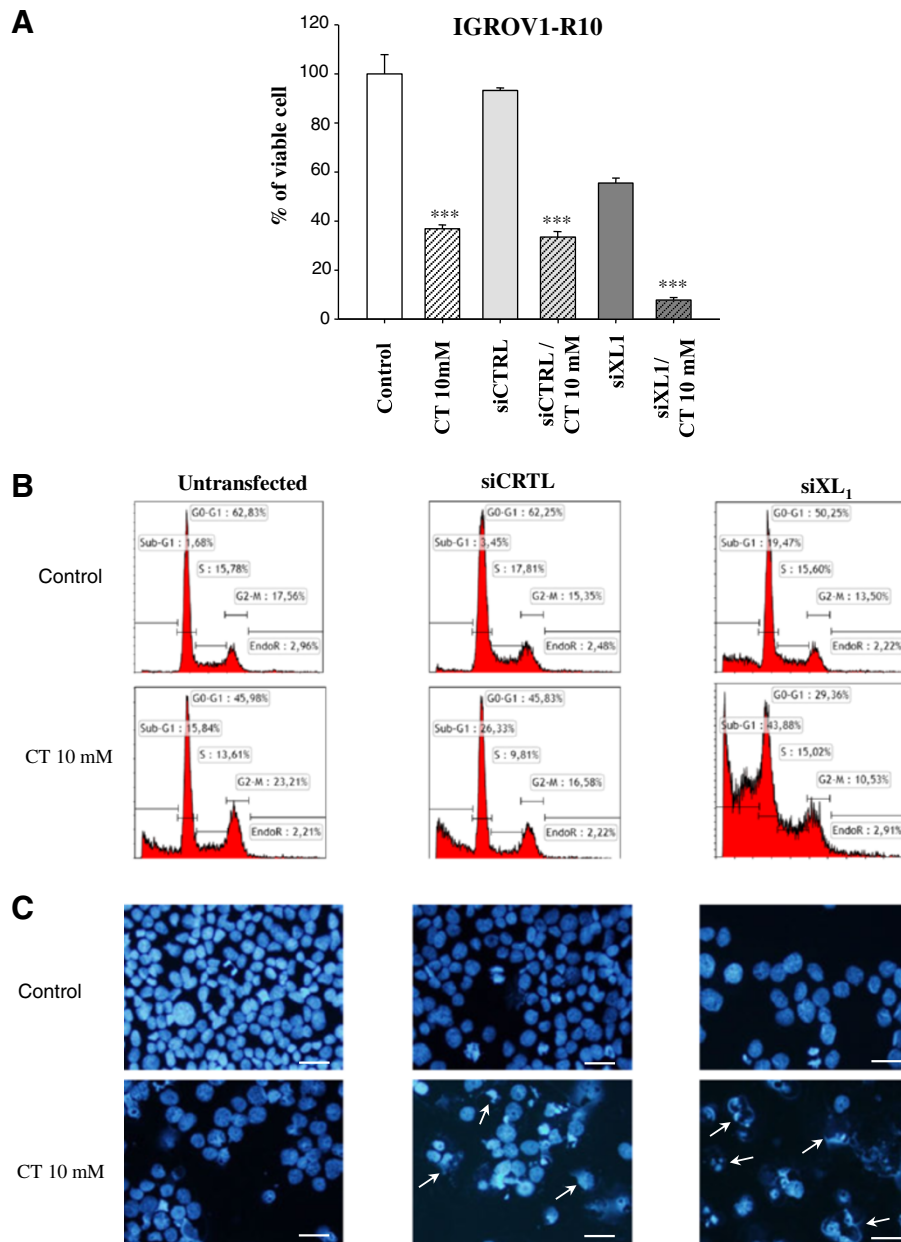 A
IGROV1-R10
% of viable cell
120
100
80
60
40
20
0
***
***
***
Control
CT 10mM
siCTRL
siCTRL /
CT 10 mM
siXL1
siXL1/
CT 10 mM
B
Untransfected
siCRTL
siXL1
Control
G0-G1 : 62,83%
Sub-G1 : 1,68%
S : 15,78%
G2-M : 17,56%
EndoR : 2,96%
G0-G1 : 62,25%
Sub-G1 : 3,45%
S : 17,81%
G2-M : 15,35%
EndoR : 2,48%
G0-G1 : 50,25%
Sub-G1 : 19,47%
S : 15,60%
G2-M : 13,50%
EndoR : 2,22%
CT 10 mM
G0-G1 : 45,98%
Sub-G1 : 15,84%
S : 13,61%
G2-M : 23,21%
EndoR : 2,21%
G0-G1 : 45,83%
Sub-G1 : 26,33%
S : 9,81%
G2-M : 16,58%
EndoR : 2,22%
G0-G1 : 29,36%
Sub-G1 : 43,88%
S : 15,02%
G2-M : 10,53%
EndoR : 2,91%
C
Control
CT 10 mM